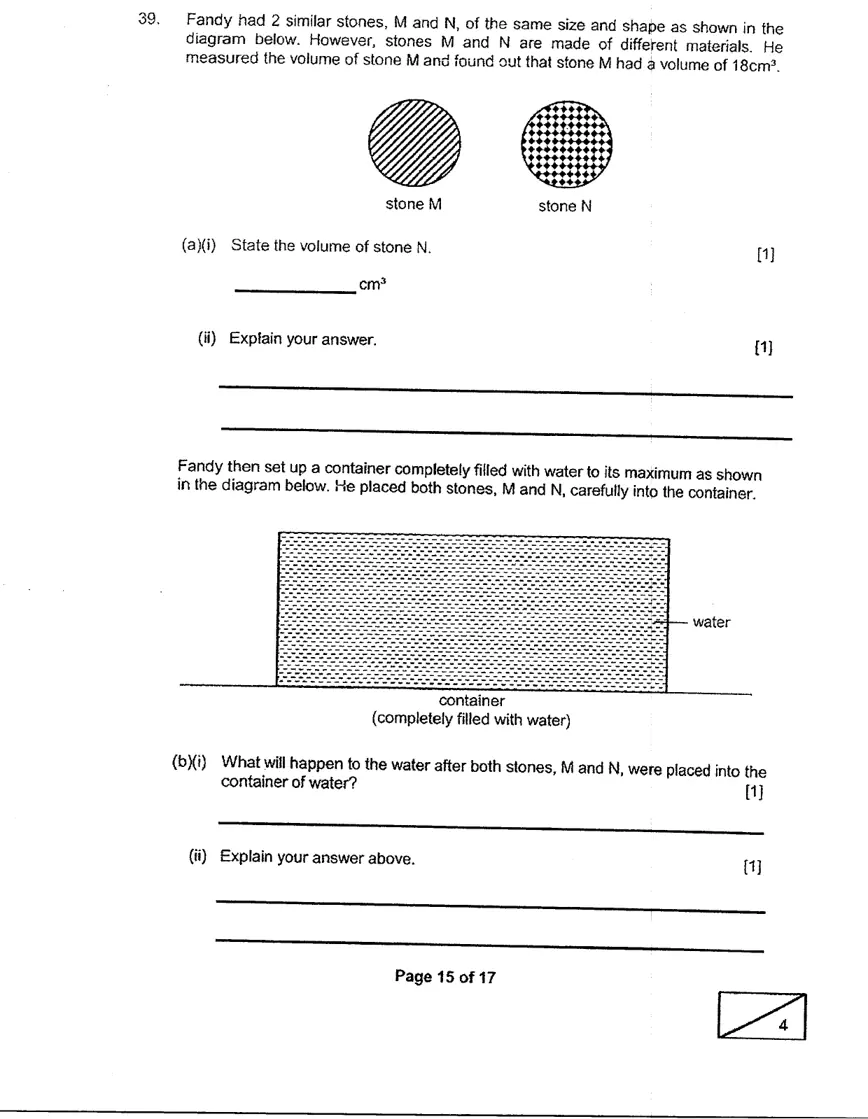 39. Fandy had 2 similar stones, M and N, of the same size and shape as shown in the
diagram below. However, stones M and N are made of different materials. He
measured the volume of stone M and found out that stone M had a volume of 18cm³.
stone M
stone N
(a)(i) State the volume of stone N. [1]
cm³
(ii) Explain your answer. [1]
Fandy then set up a container completely filled with water to its maximum as shown
in the diagram below. He placed both stones, M and N, carefully into the container.
water
container
(completely filled with water)
(b)(i) What will happen to the water after both stones, M and N, were placed into the
container of water? [1]
(ii) Explain your answer above. [1]
Page 15 of 17
4